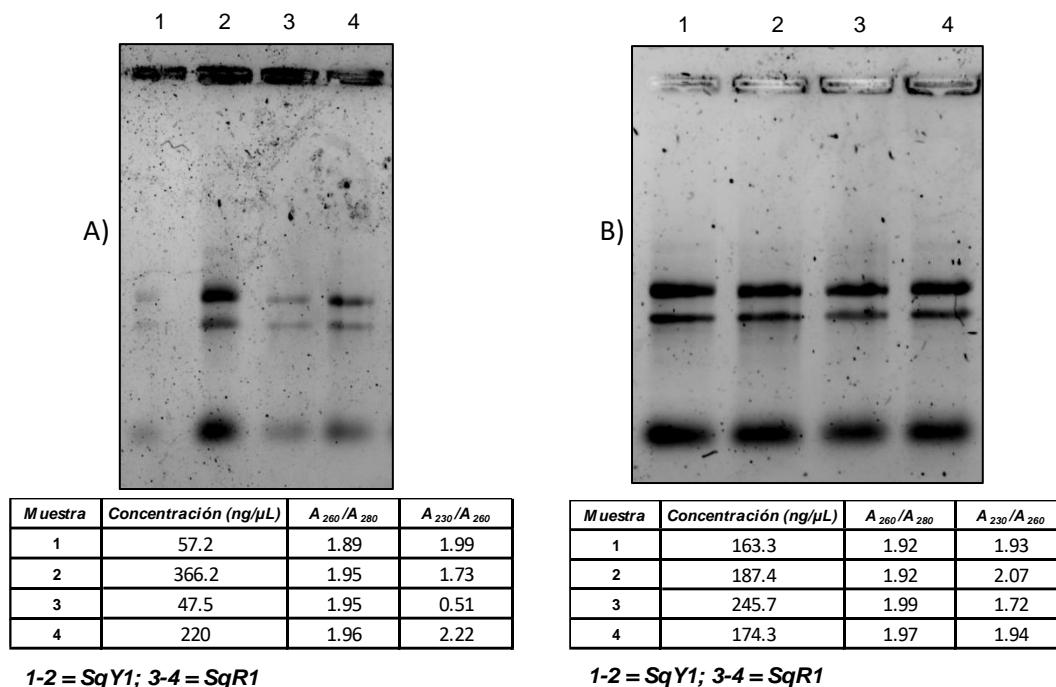 1 2 3 4
A)
Muestra Concentración (ng/µL) A260/A280 A230/A260
1 57.2 1.89 1.99
2 366.2 1.95 1.73
3 47.5 1.95 0.51
4 220 1.96 2.22
1-2 = SqY1; 3-4 = SqR1
1 2 3 4
B)
Muestra Concentración (ng/µL) A260/A280 A230/A260
1 163.3 1.92 1.93
2 187.4 1.92 2.07
3 245.7 1.99 1.72
4 174.3 1.97 1.94
1-2 = SqY1; 3-4 = SqR1